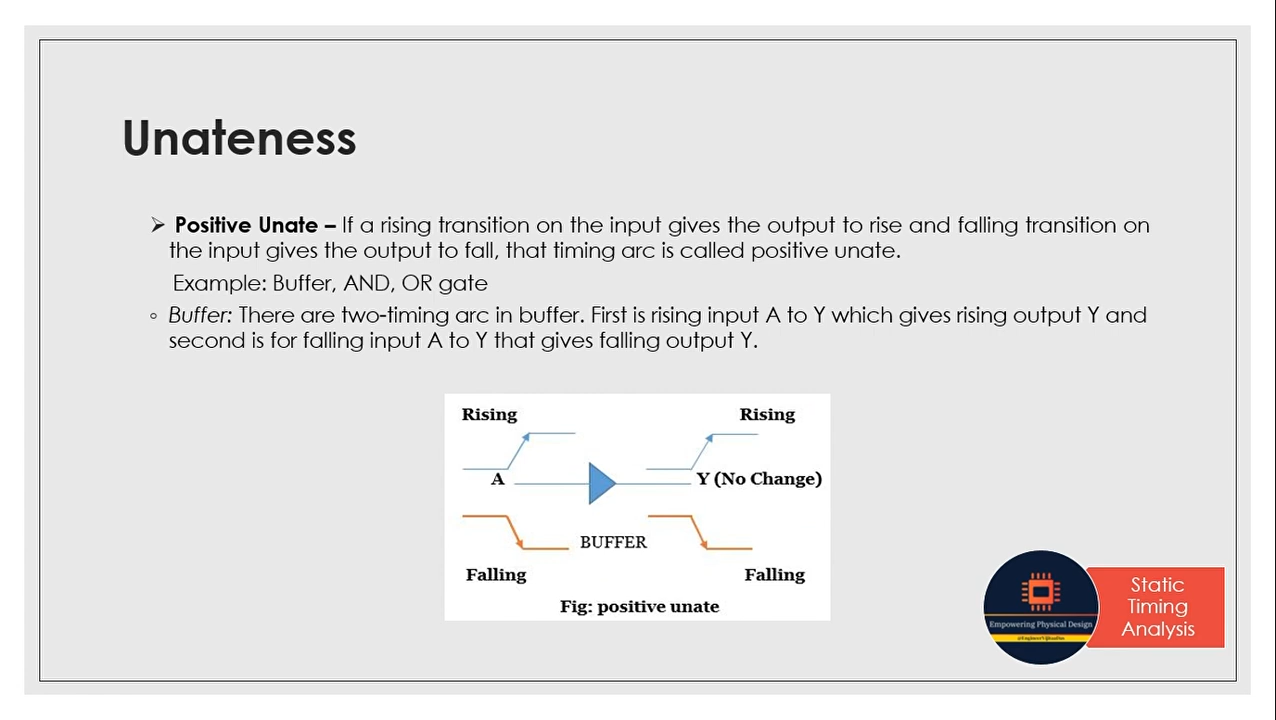 Unateness
➢ Positive Unate – If a rising transition on the input gives the output to rise and falling transition on
the input gives the output to fall, that timing arc is called positive unate.
Example: Buffer, AND, OR gate
◦ Buffer: There are two-timing arc in buffer. First is rising input A to Y which gives rising output Y and
second is for falling input A to Y that gives falling output Y.
Rising
Rising
A
Y (No Change)
BUFFER
Falling
Falling
Fig: positive unate
Empowering Physical Design
Static
Timing
Analysis